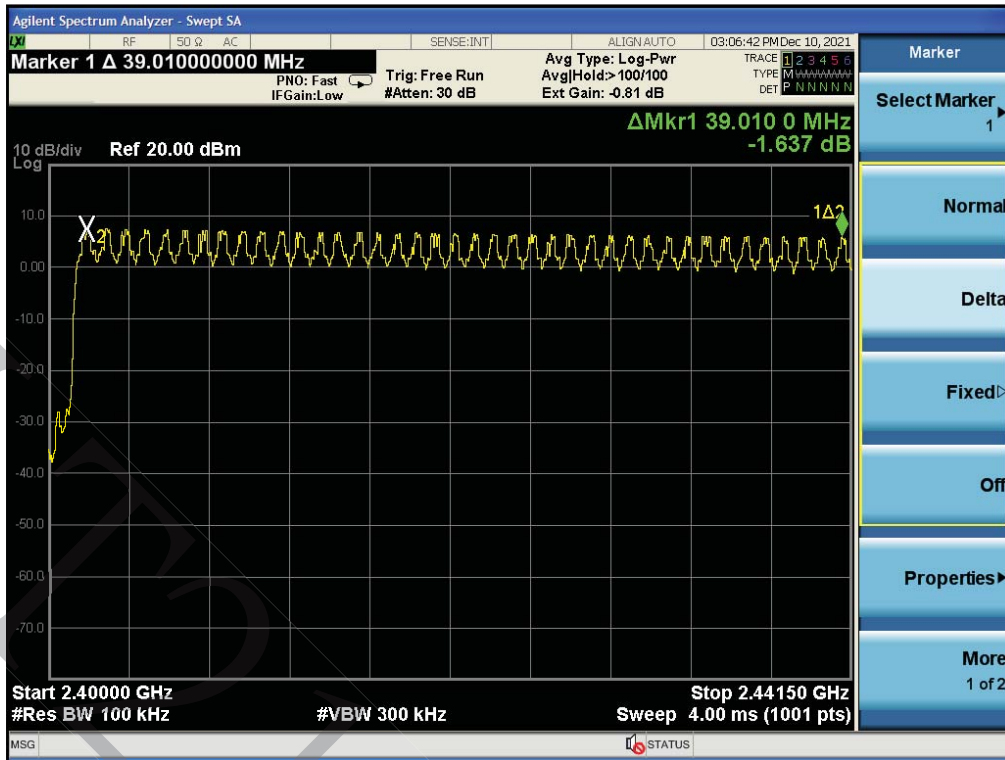 Agilent Spectrum Analyzer - Swept SA
LXI RF 50 Ω AC SENSE:INT ALIGN AUTO 03:06:42 PM Dec 10, 2021
Marker 1 Δ 39.010000000 MHz
PNO: Fast
IFGain:Low
Trig: Free Run
#Atten: 30 dB
Avg Type: Log-Pwr
Avg|Hold:>100/100
Ext Gain: -0.81 dB
TRACE 1 2 3 4 5 6
TYPE M
DET P N N N N N
ΔMkr1 39.010 0 MHz
-1.637 dB
10 dB/div Ref 20.00 dBm
Log
10.0
0.00
-10.0
-20.0
-30.0
-40.0
-50.0
-60.0
-70.0
X2
1Δ2
Start 2.40000 GHz Stop 2.44150 GHz
#Res BW 100 kHz #VBW 300 kHz Sweep 4.00 ms (1001 pts)
MSG STATUS
Marker
Select Marker
1
Normal
Delta
Fixed
Off
Properties
More
1 of 2